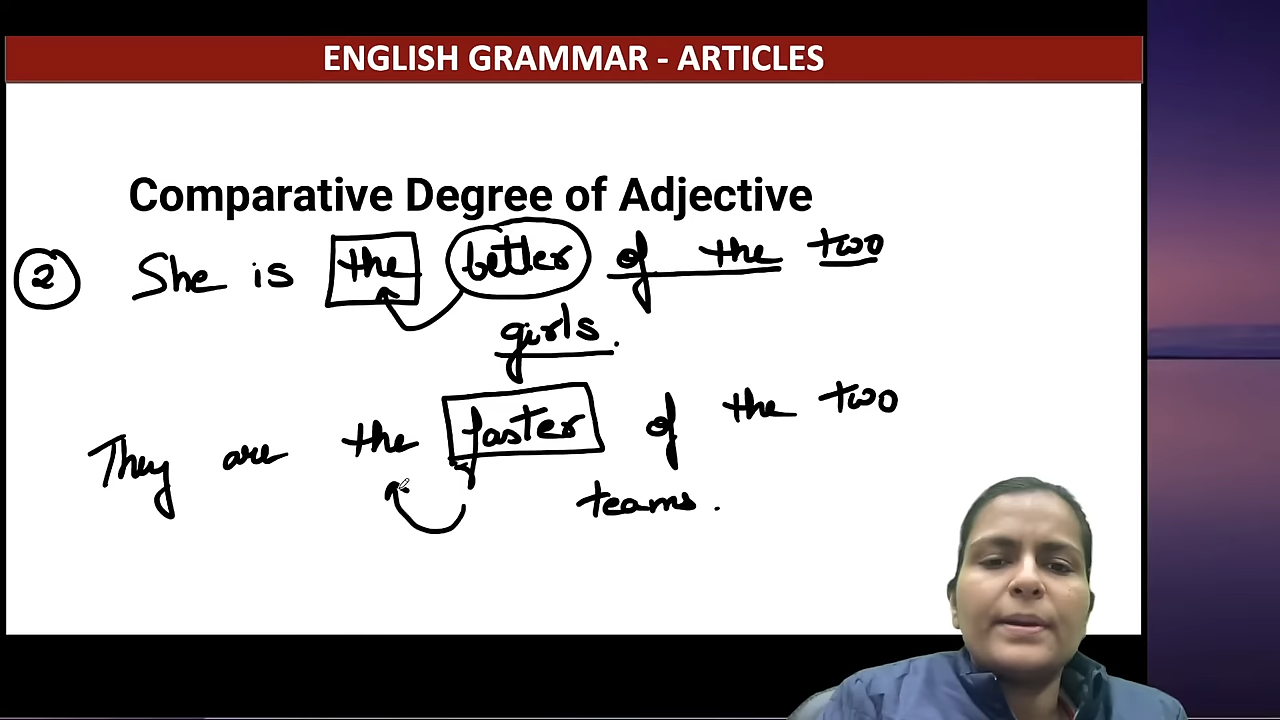 ENGLISH GRAMMAR - ARTICLES
Comparative Degree of Adjective
2 She is the better of the two
girls.
They are the faster of the two
teams.